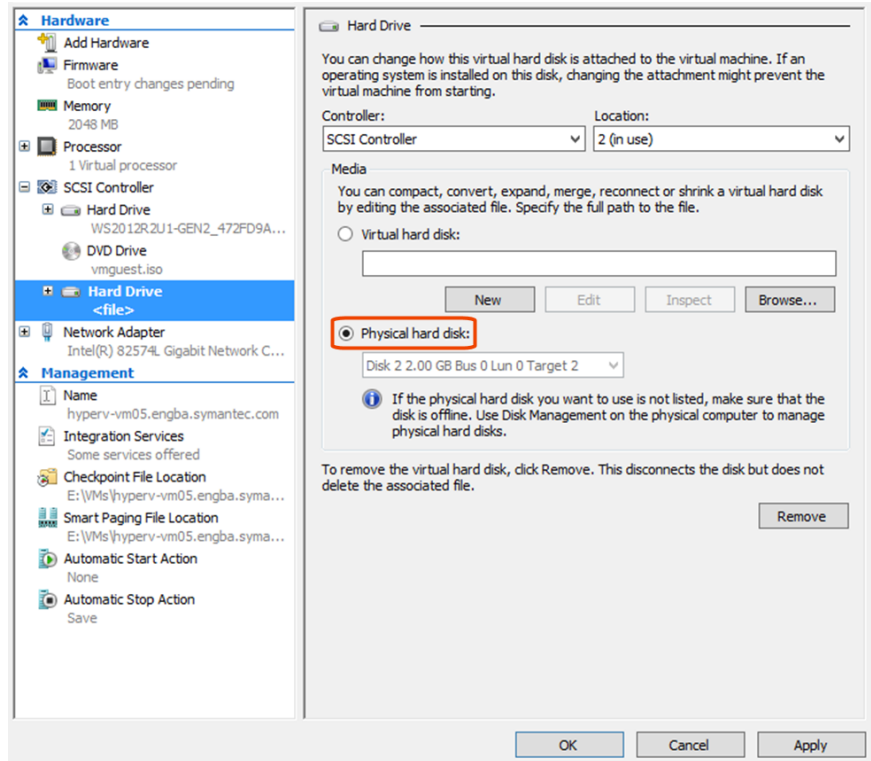 Hardware
Add Hardware
Firmware
Boot entry changes pending
Memory
2048 MB
Processor
1 Virtual processor
SCSI Controller
Hard Drive
WS2012R2U1-GEN2_472FD9A...
DVD Drive
vmguest.iso
Hard Drive
<file>
Network Adapter
Intel(R) 82574L Gigabit Network C...
Management
Name
hyperv-vm05.engba.symantec.com
Integration Services
Some services offered
Checkpoint File Location
E:\VMs\hyperv-vm05.engba.syma...
Smart Paging File Location
E:\VMs\hyperv-vm05.engba.syma...
Automatic Start Action
None
Automatic Stop Action
Save
Hard Drive
You can change how this virtual hard disk is attached to the virtual machine. If an
operating system is installed on this disk, changing the attachment might prevent the
virtual machine from starting.
Controller: Location:
SCSI Controller 2 (in use)
Media
You can compact, convert, expand, merge, reconnect or shrink a virtual hard disk
by editing the associated file. Specify the full path to the file.
Virtual hard disk:
New Edit Inspect Browse...
Physical hard disk:
Disk 2 2.00 GB Bus 0 Lun 0 Target 2
If the physical hard disk you want to use is not listed, make sure that the
disk is offline. Use Disk Management on the physical computer to manage
physical hard disks.
To remove the virtual hard disk, click Remove. This disconnects the disk but does not
delete the associated file.
Remove
OK Cancel Apply